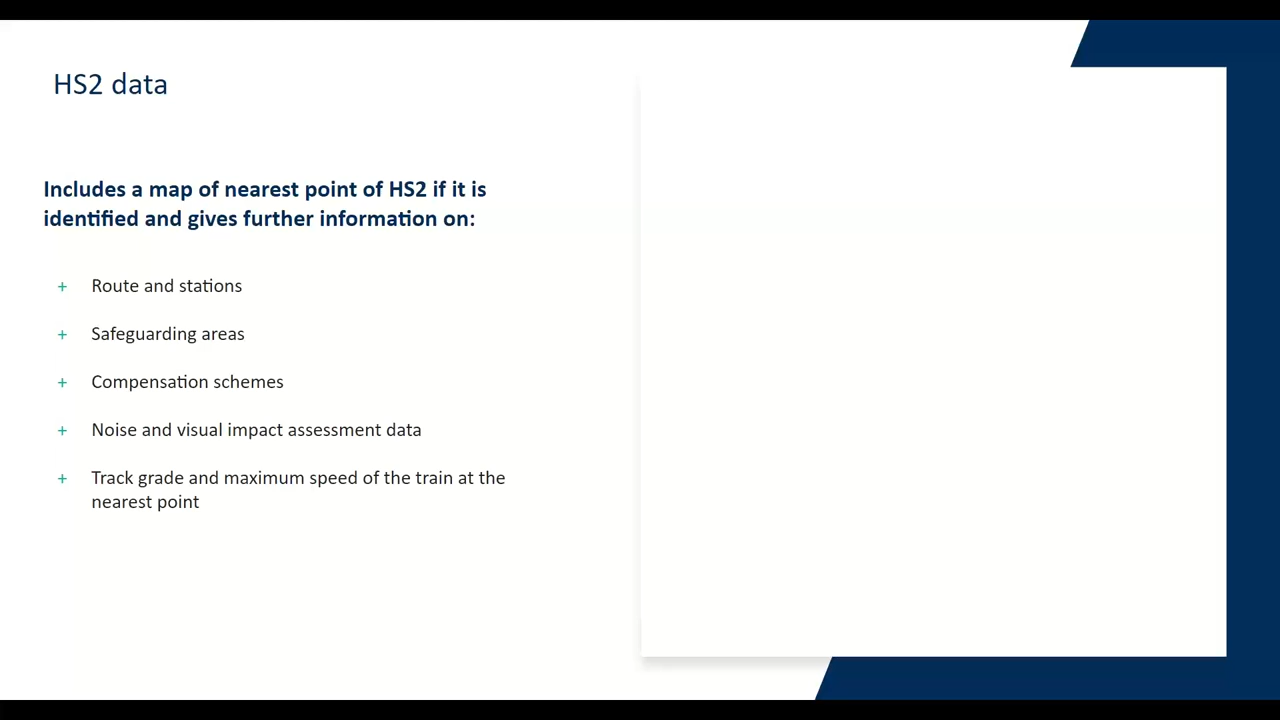 HS2 data
Includes a map of nearest point of HS2 if it is
identified and gives further information on:
+ Route and stations
+ Safeguarding areas
+ Compensation schemes
+ Noise and visual impact assessment data
+ Track grade and maximum speed of the train at the
nearest point